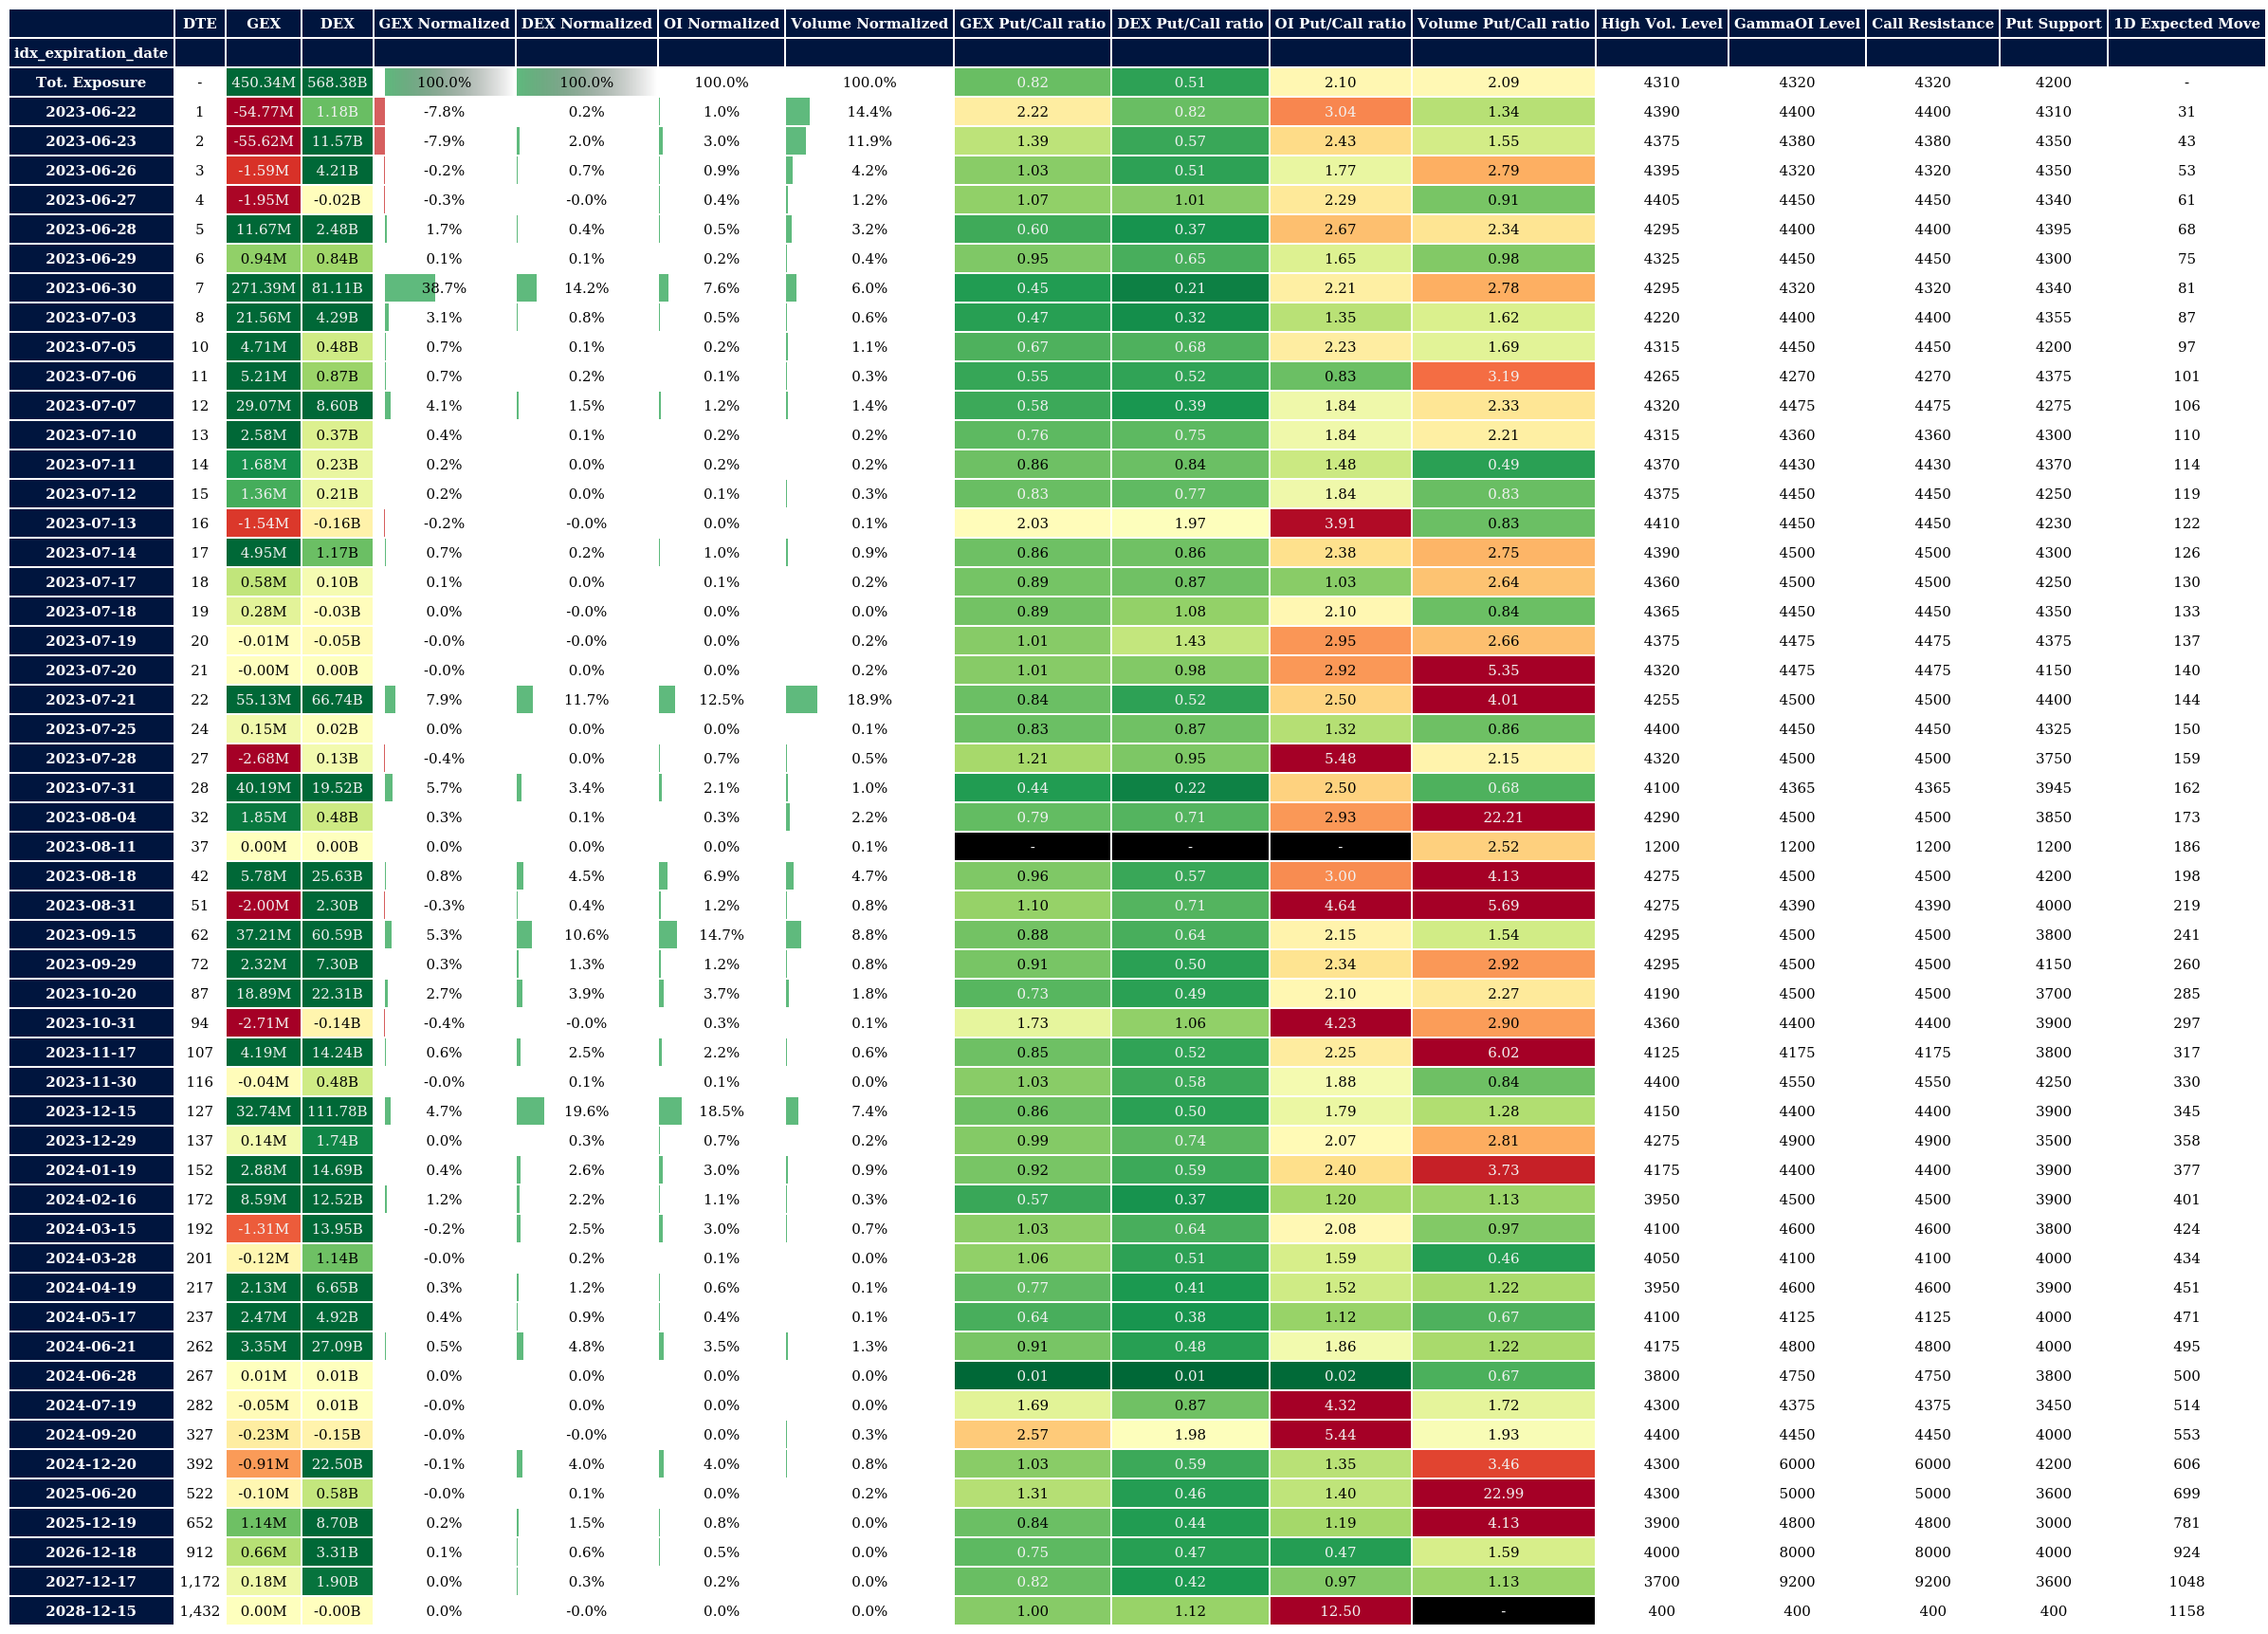 DTE GEX DEX GEX Normalized DEX Normalized OI Normalized Volume Normalized GEX Put/Call ratio DEX Put/Call ratio OI Put/Call ratio Volume Put/Call ratio High Vol. Level GammaOI Level Call Resistance Put Support 1D Expected Move
idx_expiration_date
Tot. Exposure - 450.34M 568.38B 100.0% 100.0% 100.0% 100.0% 0.82 0.51 2.10 2.09 4310 4320 4320 4200 -
2023-06-22 1 -54.77M 1.18B -7.8% 0.2% 1.0% 14.4% 2.22 0.82 3.04 1.34 4390 4400 4400 4310 31
2023-06-23 2 -55.62M 11.57B -7.9% 2.0% 3.0% 11.9% 1.39 0.57 2.43 1.55 4375 4380 4380 4350 43
2023-06-26 3 -1.59M 4.21B -0.2% 0.7% 0.9% 4.2% 1.03 0.51 1.77 2.79 4395 4320 4320 4350 53
2023-06-27 4 -1.95M -0.02B -0.3% -0.0% 0.4% 1.2% 1.07 1.01 2.29 0.91 4405 4450 4450 4340 61
2023-06-28 5 11.67M 2.48B 1.7% 0.4% 0.5% 3.2% 0.60 0.37 2.67 2.34 4295 4400 4400 4395 68
2023-06-29 6 0.94M 0.84B 0.1% 0.1% 0.2% 0.4% 0.95 0.65 1.65 0.98 4325 4450 4450 4300 75
2023-06-30 7 271.39M 81.11B 38.7% 14.2% 7.6% 6.0% 0.45 0.21 2.21 2.78 4295 4320 4320 4340 81
2023-07-03 8 21.56M 4.29B 3.1% 0.8% 0.5% 0.6% 0.47 0.32 1.35 1.62 4220 4400 4400 4355 87
2023-07-05 10 4.71M 0.48B 0.7% 0.1% 0.2% 1.1% 0.67 0.68 2.23 1.69 4315 4450 4450 4200 97
2023-07-06 11 5.21M 0.87B 0.7% 0.2% 0.1% 0.3% 0.55 0.52 0.83 3.19 4265 4270 4270 4375 101
2023-07-07 12 29.07M 8.60B 4.1% 1.5% 1.2% 1.4% 0.58 0.39 1.84 2.33 4320 4475 4475 4275 106
2023-07-10 13 2.58M 0.37B 0.4% 0.1% 0.2% 0.2% 0.76 0.75 1.84 2.21 4315 4360 4360 4300 110
2023-07-11 14 1.68M 0.23B 0.2% 0.0% 0.2% 0.2% 0.86 0.84 1.48 0.49 4370 4430 4430 4370 114
2023-07-12 15 1.36M 0.21B 0.2% 0.0% 0.1% 0.3% 0.83 0.77 1.84 0.83 4375 4450 4450 4250 119
2023-07-13 16 -1.54M -0.16B -0.2% -0.0% 0.0% 0.1% 2.03 1.97 3.91 0.83 4410 4450 4450 4230 122
2023-07-14 17 4.95M 1.17B 0.7% 0.2% 1.0% 0.9% 0.86 0.86 2.38 2.75 4390 4500 4500 4300 126
2023-07-17 18 0.58M 0.10B 0.1% 0.0% 0.1% 0.2% 0.89 0.87 1.03 2.64 4360 4500 4500 4250 130
2023-07-18 19 0.28M -0.03B 0.0% -0.0% 0.0% 0.0% 0.89 1.08 2.10 0.84 4365 4450 4450 4350 133
2023-07-19 20 -0.01M -0.05B -0.0% -0.0% 0.0% 0.2% 1.01 1.43 2.95 2.66 4375 4475 4475 4375 137
2023-07-20 21 -0.00M 0.00B -0.0% 0.0% 0.0% 0.2% 1.01 0.98 2.92 5.35 4320 4475 4475 4150 140
2023-07-21 22 55.13M 66.74B 7.9% 11.7% 12.5% 18.9% 0.84 0.52 2.50 4.01 4255 4500 4500 4400 144
2023-07-25 24 0.15M 0.02B 0.0% 0.0% 0.0% 0.1% 0.83 0.87 1.32 0.86 4400 4450 4450 4325 150
2023-07-28 27 -2.68M 0.13B -0.4% 0.0% 0.7% 0.5% 1.21 0.95 5.48 2.15 4320 4500 4500 3750 159
2023-07-31 28 40.19M 19.52B 5.7% 3.4% 2.1% 1.0% 0.44 0.22 2.50 0.68 4100 4365 4365 3945 162
2023-08-04 32 1.85M 0.48B 0.3% 0.1% 0.3% 2.2% 0.79 0.71 2.93 22.21 4290 4500 4500 3850 173
2023-08-11 37 0.00M 0.00B 0.0% 0.0% 0.0% 0.1% - - - 2.52 1200 1200 1200 1200 186
2023-08-18 42 5.78M 25.63B 0.8% 4.5% 6.9% 4.7% 0.96 0.57 3.00 4.13 4275 4500 4500 4200 198
2023-08-31 51 -2.00M 2.30B -0.3% 0.4% 1.2% 0.8% 1.10 0.71 4.64 5.69 4275 4390 4390 4000 219
2023-09-15 62 37.21M 60.59B 5.3% 10.6% 14.7% 8.8% 0.88 0.64 2.15 1.54 4295 4500 4500 3800 241
2023-09-29 72 2.32M 7.30B 0.3% 1.3% 1.2% 0.8% 0.91 0.50 2.34 2.92 4295 4500 4500 4150 260
2023-10-20 87 18.89M 22.31B 2.7% 3.9% 3.7% 1.8% 0.73 0.49 2.10 2.27 4190 4500 4500 3700 285
2023-10-31 94 -2.71M -0.14B -0.4% -0.0% 0.3% 0.1% 1.73 1.06 4.23 2.90 4360 4400 4400 3900 297
2023-11-17 107 4.19M 14.24B 0.6% 2.5% 2.2% 0.6% 0.85 0.52 2.25 6.02 4125 4175 4175 3800 317
2023-11-30 116 -0.04M 0.48B -0.0% 0.1% 0.1% 0.0% 1.03 0.58 1.88 0.84 4400 4550 4550 4250 330
2023-12-15 127 32.74M 111.78B 4.7% 19.6% 18.5% 7.4% 0.86 0.50 1.79 1.28 4150 4400 4400 3900 345
2023-12-29 137 0.14M 1.74B 0.0% 0.3% 0.7% 0.2% 0.99 0.74 2.07 2.81 4275 4900 4900 3500 358
2024-01-19 152 2.88M 14.69B 0.4% 2.6% 3.0% 0.9% 0.92 0.59 2.40 3.73 4175 4400 4400 3900 377
2024-02-16 172 8.59M 12.52B 1.2% 2.2% 1.1% 0.3% 0.57 0.37 1.20 1.13 3950 4500 4500 3900 401
2024-03-15 192 -1.31M 13.95B -0.2% 2.5% 3.0% 0.7% 1.03 0.64 2.08 0.97 4100 4600 4600 3800 424
2024-03-28 201 -0.12M 1.14B -0.0% 0.2% 0.1% 0.0% 1.06 0.51 1.59 0.46 4050 4100 4100 4000 434
2024-04-19 217 2.13M 6.65B 0.3% 1.2% 0.6% 0.1% 0.77 0.41 1.52 1.22 3950 4600 4600 3900 451
2024-05-17 237 2.47M 4.92B 0.4% 0.9% 0.4% 0.1% 0.64 0.38 1.12 0.67 4100 4125 4125 4000 471
2024-06-21 262 3.35M 27.09B 0.5% 4.8% 3.5% 1.3% 0.91 0.48 1.86 1.22 4175 4800 4800 4000 495
2024-06-28 267 0.01M 0.01B 0.0% 0.0% 0.0% 0.0% 0.01 0.01 0.02 0.67 3800 4750 4750 3800 500
2024-07-19 282 -0.05M 0.01B -0.0% 0.0% 0.0% 0.0% 1.69 0.87 4.32 1.72 4300 4375 4375 3450 514
2024-09-20 327 -0.23M -0.15B -0.0% -0.0% 0.0% 0.3% 2.57 1.98 5.44 1.93 4400 4450 4450 4000 553
2024-12-20 392 -0.91M 22.50B -0.1% 4.0% 4.0% 0.8% 1.03 0.59 1.35 3.46 4300 6000 6000 4200 606
2025-06-20 522 -0.10M 0.58B -0.0% 0.1% 0.0% 0.2% 1.31 0.46 1.40 22.99 4300 5000 5000 3600 699
2025-12-19 652 1.14M 8.70B 0.2% 1.5% 0.8% 0.0% 0.84 0.44 1.19 4.13 3900 4800 4800 3000 781
2026-12-18 912 0.66M 3.31B 0.1% 0.6% 0.5% 0.0% 0.75 0.47 0.47 1.59 4000 8000 8000 4000 924
2027-12-17 1,172 0.18M 1.90B 0.0% 0.3% 0.2% 0.0% 0.82 0.42 0.97 1.13 3700 9200 9200 3600 1048
2028-12-15 1,432 0.00M -0.00B 0.0% -0.0% 0.0% 0.0% 1.00 1.12 12.50 - 400 400 400 400 1158